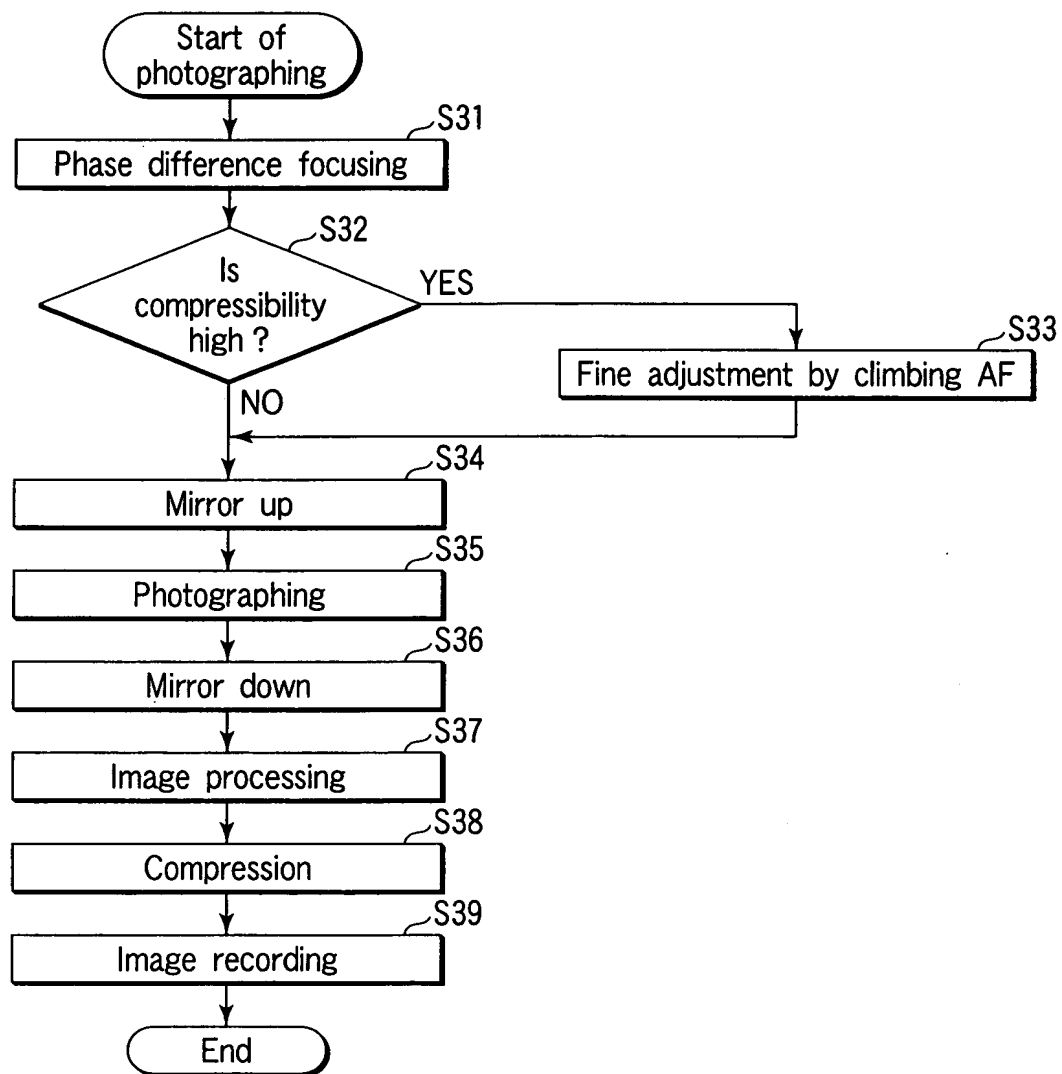 Start of
photographing
S31
Phase difference focusing
S32
Is
compressibility
high ?
YES
S33
Fine adjustment by climbing AF
NO
S34
Mirror up
S35
Photographing
S36
Mirror down
S37
Image processing
S38
Compression
S39
Image recording
End